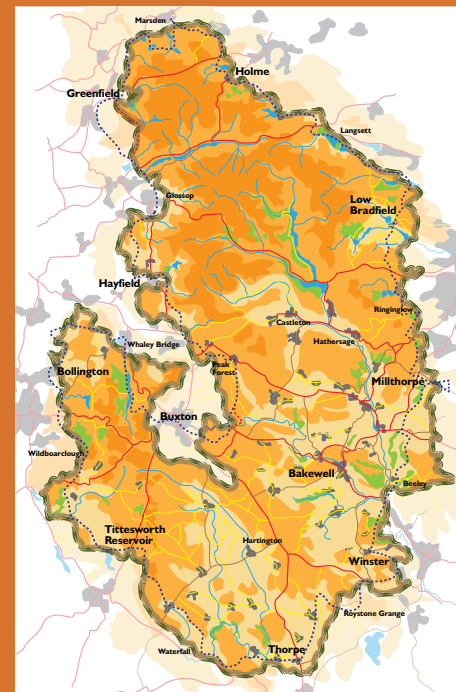 Marsden
Holme
Greenfield
Langsett
Glossop
Low
Bradfield
Hayfield
Ringinglow
Castleton
Hathersage
Whaley Bridge
Peak
Forest
Bollington
Millthorpe
Buxton
Wildboarclough
Bakewell
Beeley
Tittesworth
Reservoir
Hartington
Winster
Roystone Grange
Waterfall
Thorpe